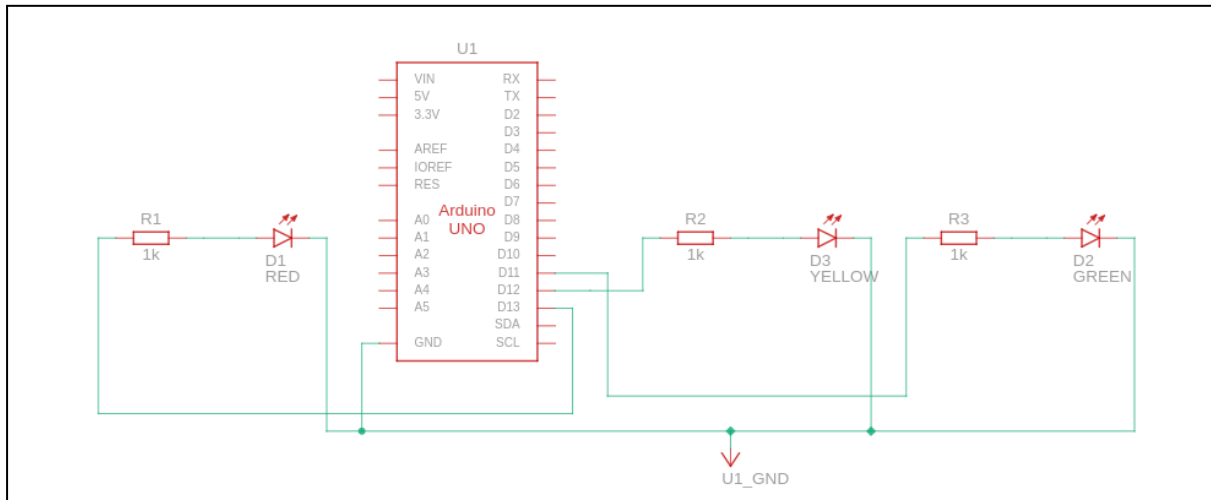 U1
VIN
5V
3.3V
AREF
IOREF
RES
A0
A1
A2
A3
A4
A5
GND
Arduino
UNO
RX
TX
D2
D3
D4
D5
D6
D7
D8
D9
D10
D11
D12
D13
SDA
SCL
R1
1k
D1
RED
R2
1k
D3
YELLOW
R3
1k
D2
GREEN
U1_GND